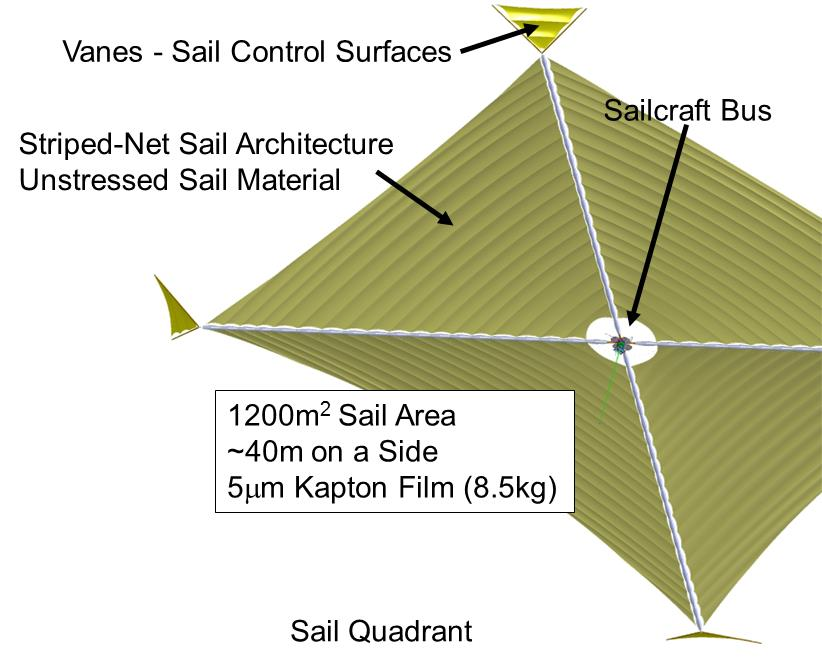 Vanes - Sail Control Surfaces
Sailcraft Bus
Striped-Net Sail Architecture
Unstressed Sail Material
1200m² Sail Area
~40m on a Side
5μm Kapton Film (8.5kg)
Sail Quadrant